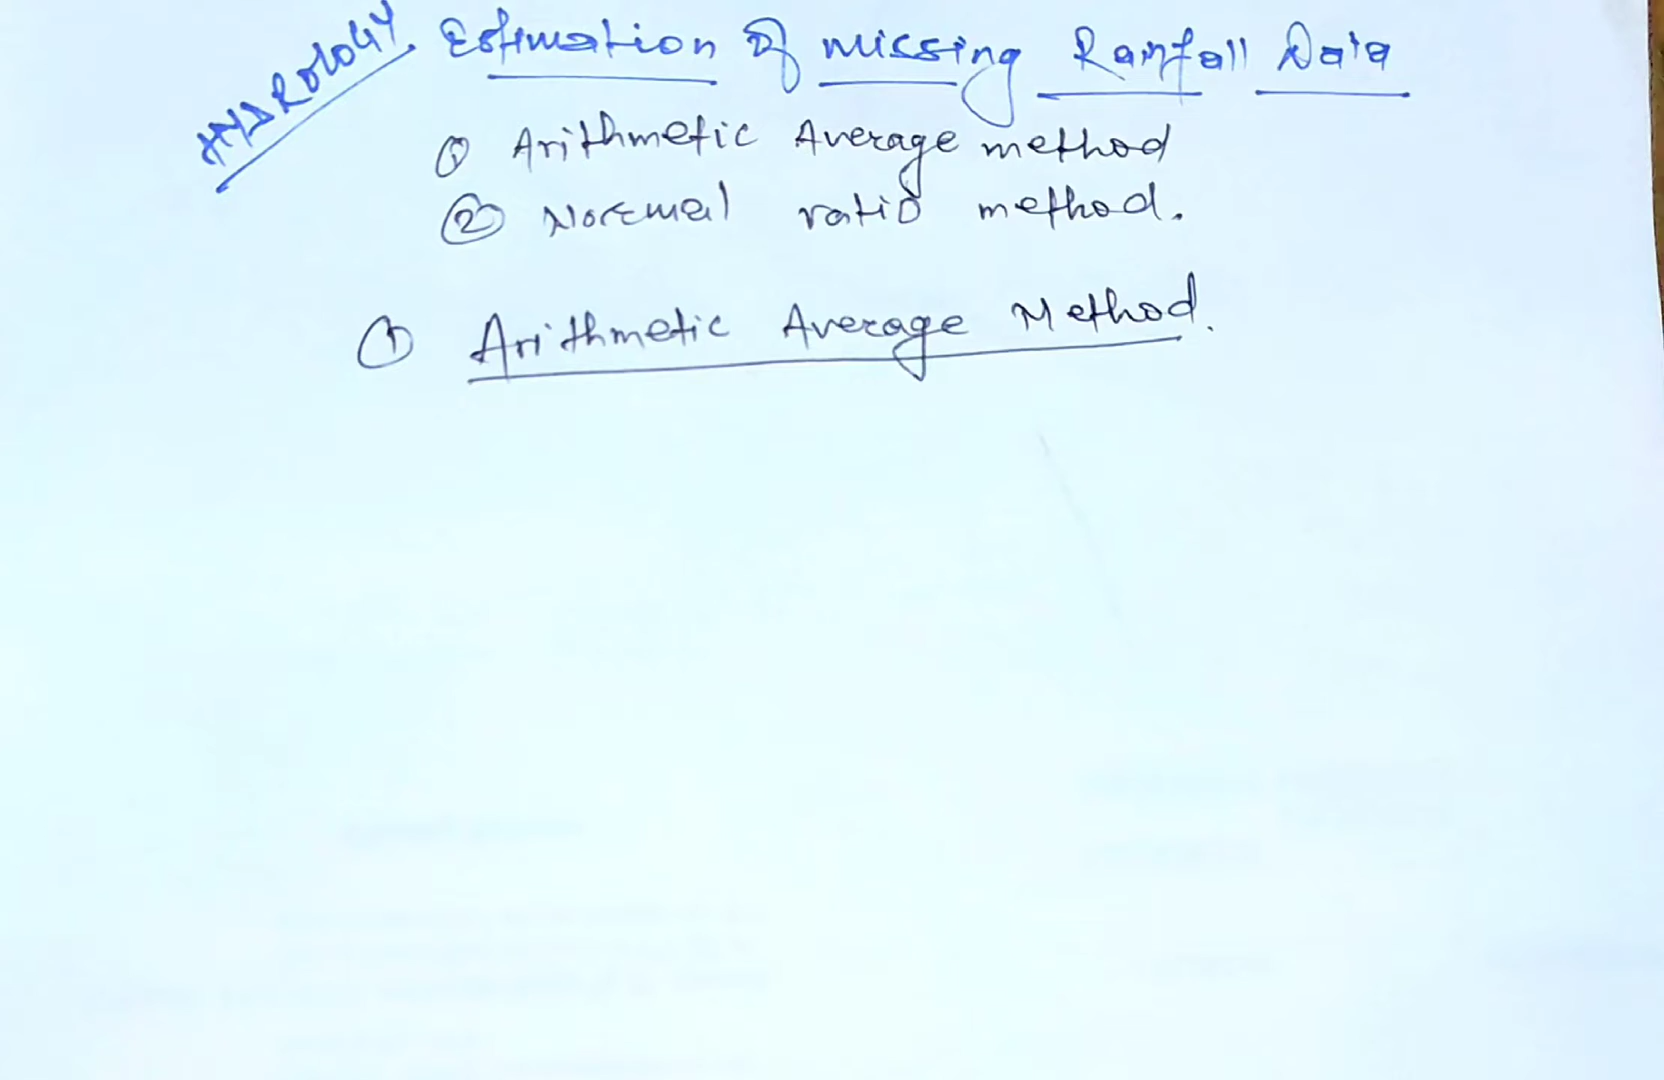 HYDROLOGY
Estimation of missing Rainfall Data
① Arithmetic Average method
② Normal ratio method.
① Arithmetic Average Method.